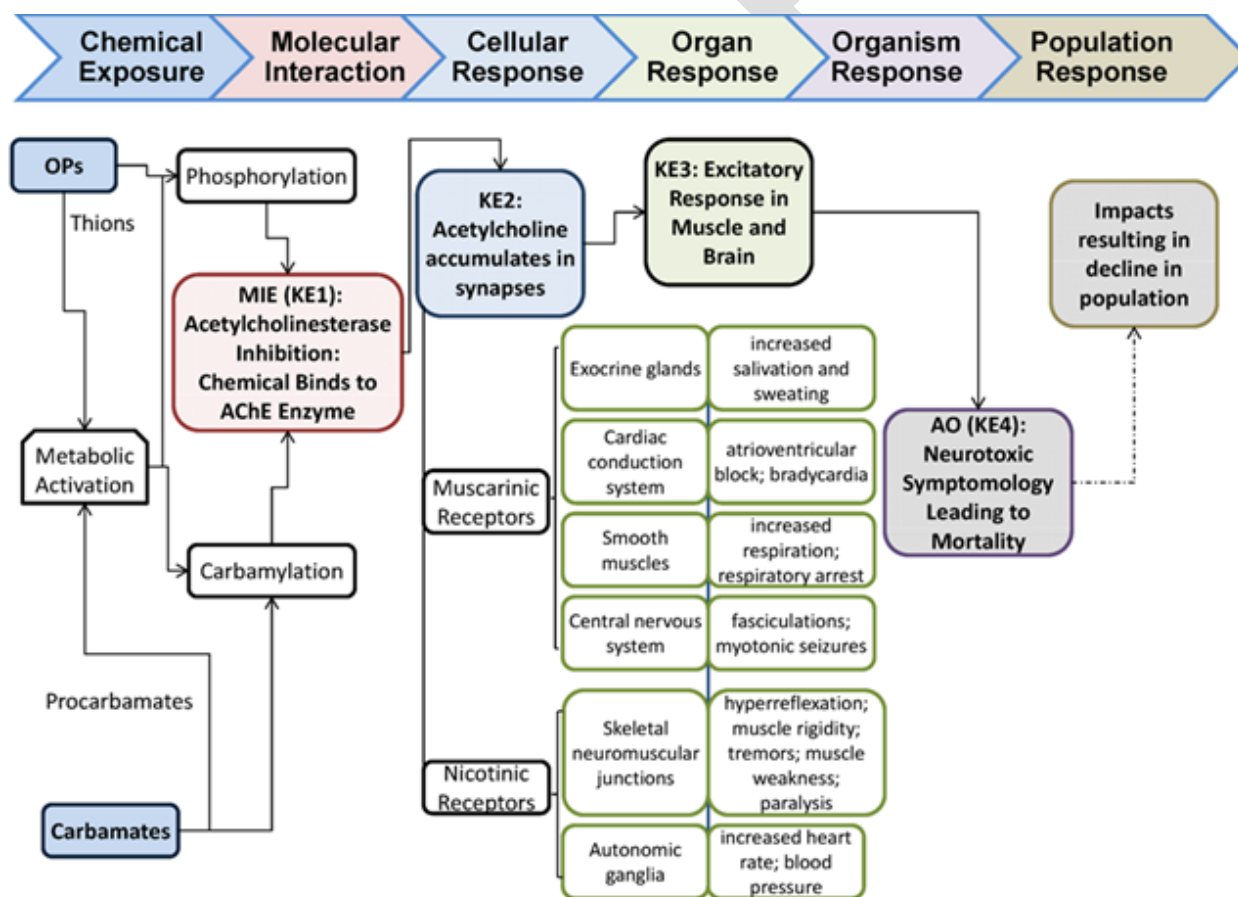 Chemical
Exposure
Molecular
Interaction
Cellular
Response
Organ
Response
Organism
Response
Population
Response
OPs
Thions
Phosphorylation
MIE (KE1):
Acetylcholinesterase
Inhibition:
Chemical Binds to
AChE Enzyme
Metabolic
Activation
Carbamylation
Procarbamates
Carbamates
KE2:
Acetylcholine
accumulates in
synapses
KE3: Excitatory
Response in
Muscle and
Brain
Impacts
resulting in
decline in
population
AO (KE4):
Neurotoxic
Symptomology
Leading to
Mortality
Muscarinic
Receptors
Exocrine glands
increased
salivation and
sweating
Cardiac
conduction
system
atrioventricular
block; bradycardia
Smooth
muscles
increased
respiration;
respiratory arrest
Central nervous
system
fasciculations;
myotonic seizures
Nicotinic
Receptors
Skeletal
neuromuscular
junctions
hyperreflexation;
muscle rigidity;
tremors; muscle
weakness;
paralysis
Autonomic
ganglia
increased heart
rate; blood
pressure